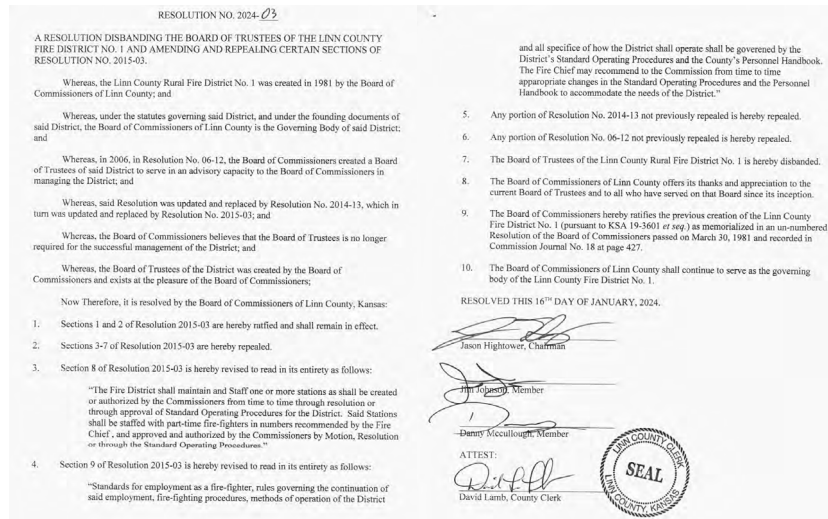 RESOLUTION NO. 2024-03
A RESOLUTION DISBANDING THE BOARD OF TRUSTEES OF THE LINN COUNTY
FIRE DISTRICT NO. 1 AND AMENDING AND REPEALING CERTAIN SECTIONS OF
RESOLUTION NO. 2015-03.
Whereas, the Linn County Rural Fire District No. 1 was created in 1981 by the Board of
Commissioners of Linn County; and
Whereas, under the statutes governing said District, and under the founding documents of
said District, the Board of Commissioners of Linn County is the Governing Body of said District;
and
Whereas, in 2006, in Resolution No. 06-12, the Board of Commissioners created a Board
of Trustees of said District to serve in an advisory capacity to the Board of Commissioners in
managing the District; and
Whereas, said Resolution was updated and replaced by Resolution No. 2014-13, which in
turn was updated and replaced by Resolution No. 2015-03; and
Whereas, the Board of Commissioners believes that the Board of Trustees is no longer
required for the successful management of the District; and
Whereas, the Board of Trustees of the District was created by the Board of
Commissioners and exists at the pleasure of the Board of Commissioners;
Now Therefore, it is resolved by the Board of Commissioners of Linn County, Kansas:
1. Sections 1 and 2 of Resolution 2015-03 are hereby ratfied and shall remain in effect.
2. Sections 3-7 of Resolution 2015-03 are hereby repealed.
3. Section 8 of Resolution 2015-03 is hereby revised to read in its entirety as follows:
"The Fire District shall maintain and Staff one or more stations as shall be created
or authorized by the Commissioners from time to time through resolution or
through approval of Standard Operating Procedures for the District. Said Stations
shall be staffed with part-time fire-fighters in numbers recommended by the Fire
Chief , and approved and authorized by the Commissioners by Motion, Resolution
or through the Standard Operating Procedures."
4. Section 9 of Resolution 2015-03 is hereby revised to read in its entirety as follows:
"Standards for employment as a fire-fighter, rules governing the continuation of
said employment, fire-fighting procedures, methods of operation of the District
and all specifice of how the District shall operate shall be goverened by the
District's Standard Operating Procedures and the County's Personnel Handbook.
The Fire Chief may recommend to the Commission from time to time
apparopriate changes in the Standard Operating Procedures and the Personnel
Handbook to accommodate the needs of the District."
5. Any portion of Resolution No. 2014-13 not previously repealed is hereby repealed.
6. Any portion of Resolution No. 06-12 not previously repealed is hereby repealed.
7. The Board of Trustees of the Linn County Rural Fire District No. 1 is hereby disbanded.
8. The Board of Commissioners of Linn County offers its thanks and appreciation to the
current Board of Trustees and to all who have served on that Board since its inception.
9. The Board of Commissioners hereby ratifies the previous creation of the Linn County
Fire District No. 1 (pursuant to KSA 19-3601 et seq.) as memorialized in an un-numbered
Resolution of the Board of Commissioners passed on March 30, 1981 and recorded in
Commission Journal No. 18 at page 427.
10. The Board of Commissioners of Linn County shall continue to serve as the governing
body of the Linn County Fire District No. 1.
RESOLVED THIS 16TH DAY OF JANUARY, 2024.
Jason Hightower, Chairman
Jim Johnson, Member
Danny Mccullough, Member
ATTEST:
David Lamb, County Clerk
LINN COUNTY CLERK
SEAL
LINN COUNTY, KANSAS